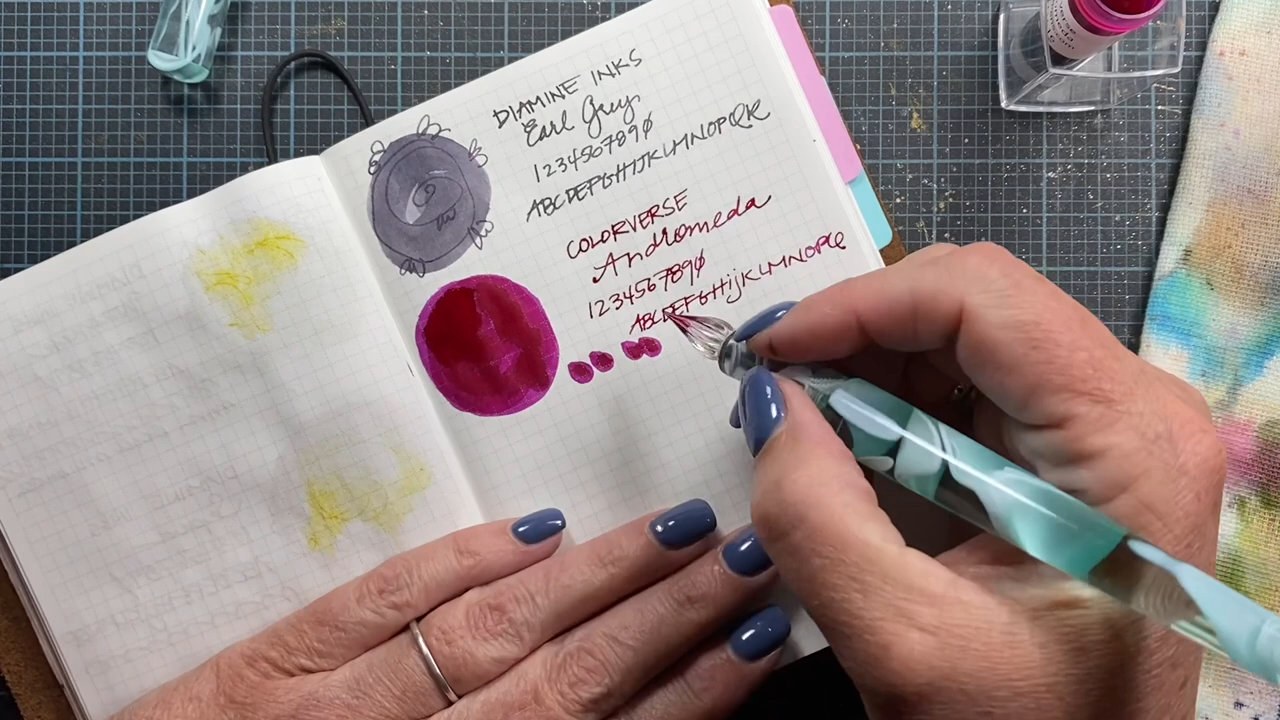 DIAMINE INKS
Earl Grey
1234567890
ABCDEFGHIJKLMNOPQR
COLORVERSE
Andromeda
1234567890
ABCDEFGHijKLMNOPQ